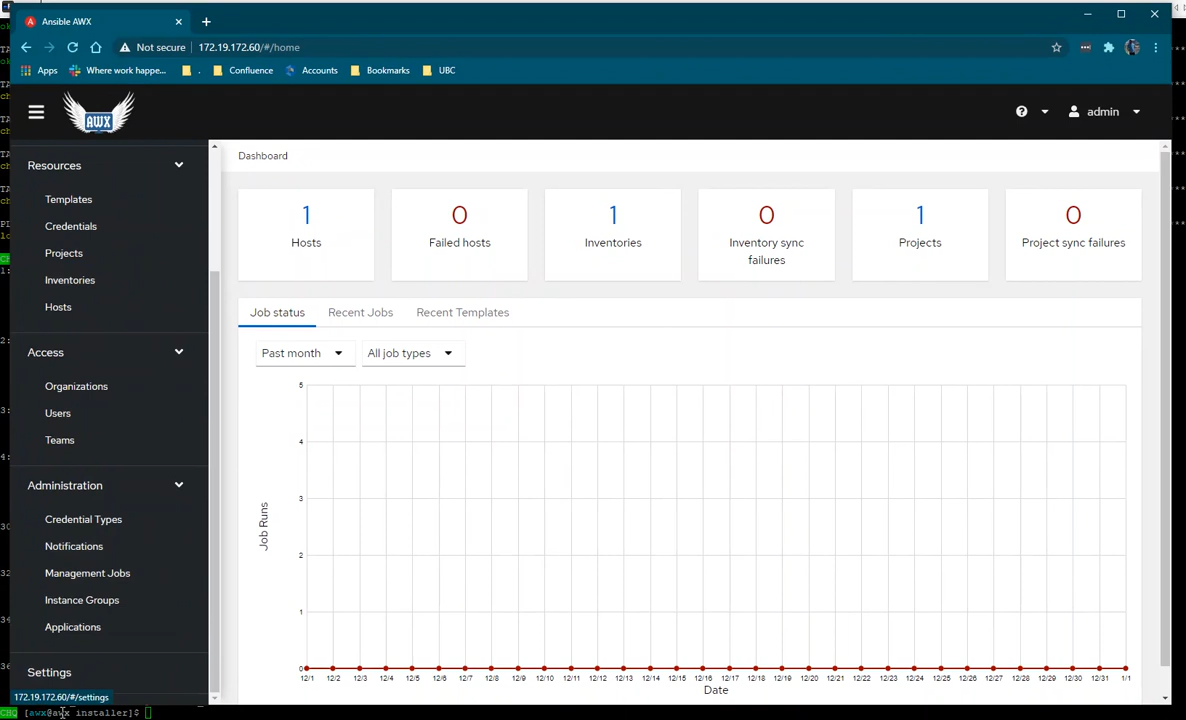 Ansible AWX
Not secure
172.19.172.60/#/home
Apps
Where work happe...
.
Confluence
Accounts
Bookmarks
UBC
AWX
admin
Resources
Templates
Credentials
Projects
Inventories
Hosts
Access
Organizations
Users
Teams
Administration
Credential Types
Notifications
Management Jobs
Instance Groups
Applications
Settings
172.19.172.60/#/settings
Dashboard
1
Hosts
0
Failed hosts
1
Inventories
0
Inventory sync
failures
1
Projects
0
Project sync failures
Job status
Recent Jobs
Recent Templates
Past month
All job types
5
4
3
2
1
0
Job Runs
12/1 12/2 12/3 12/4 12/5 12/6 12/7 12/8 12/9 12/10 12/11 12/12 12/13 12/14 12/15 12/16 12/17 12/18 12/19 12/20 12/21 12/22 12/23 12/24 12/25 12/26 12/27 12/28 12/29 12/30 12/31 1/1
Date
[awx@awx installer]$